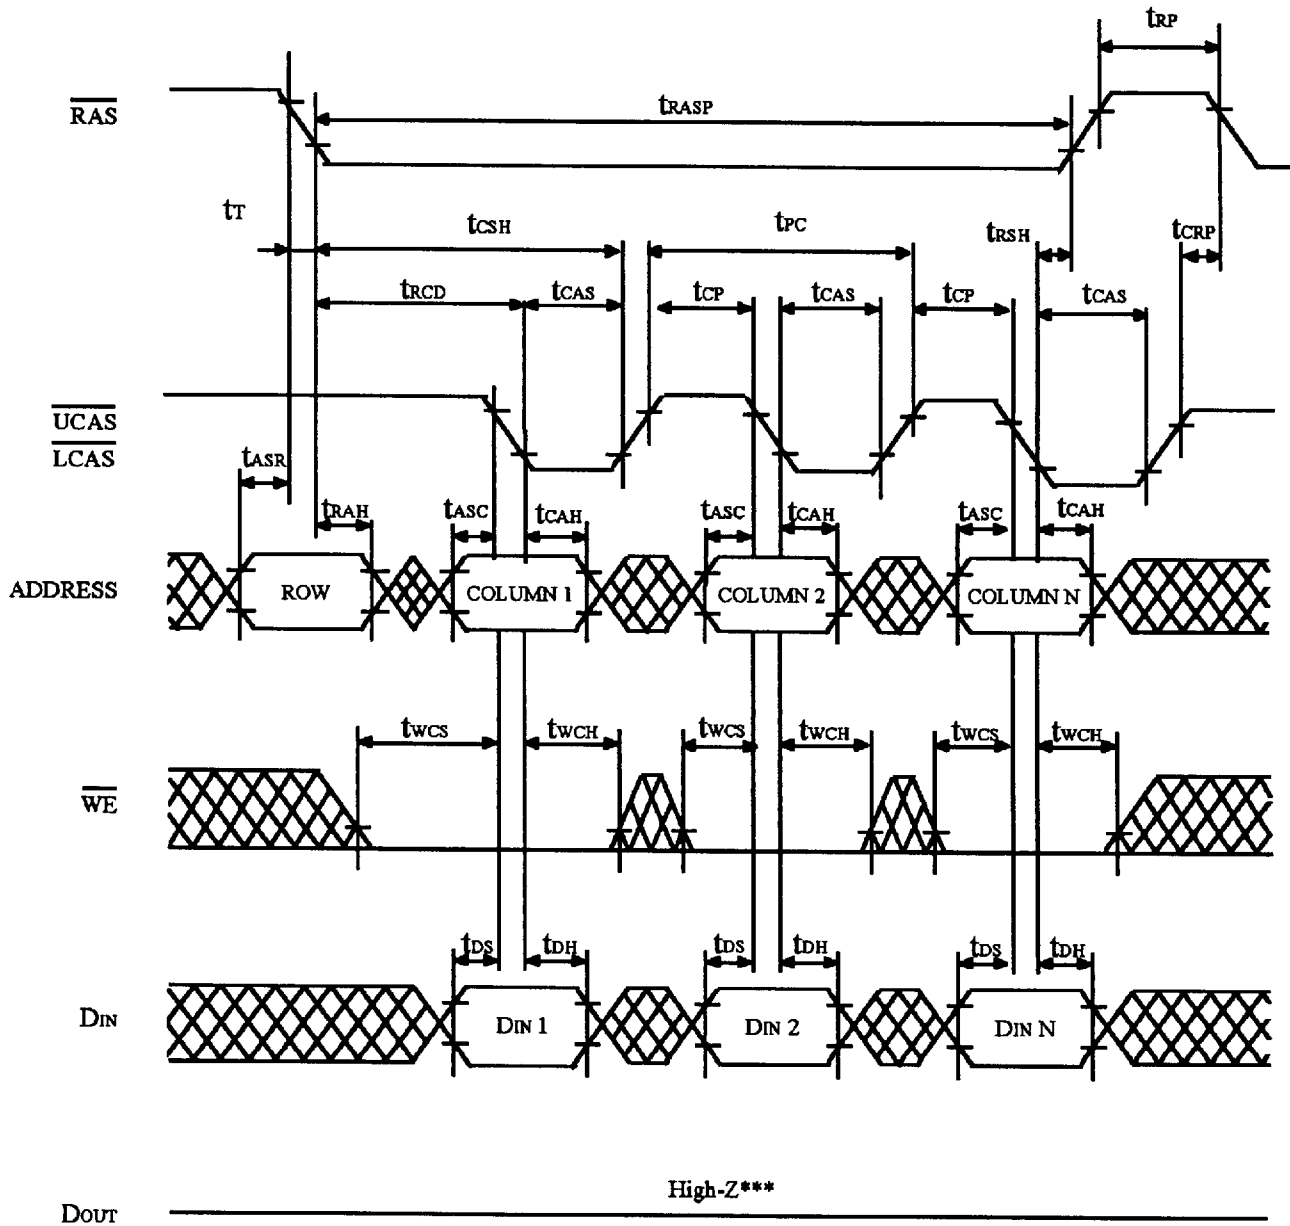 tRP
RAS
tRASP
tT
tCSH
tPC
tRSH
tCRP
tRCD
tCAS
tCP
tCAS
tCP
tCAS
UCAS
LCAS
tASR
tRAH
tASC
tCAH
tASC
tCAH
tASC
tCAH
ADDRESS
ROW
COLUMN 1
COLUMN 2
COLUMN N
tWCS
tWCH
tWCS
tWCH
tWCS
tWCH
WE
tDS
tDH
tDS
tDH
tDS
tDH
DIN
DIN 1
DIN 2
DIN N
High-Z***
DOUT